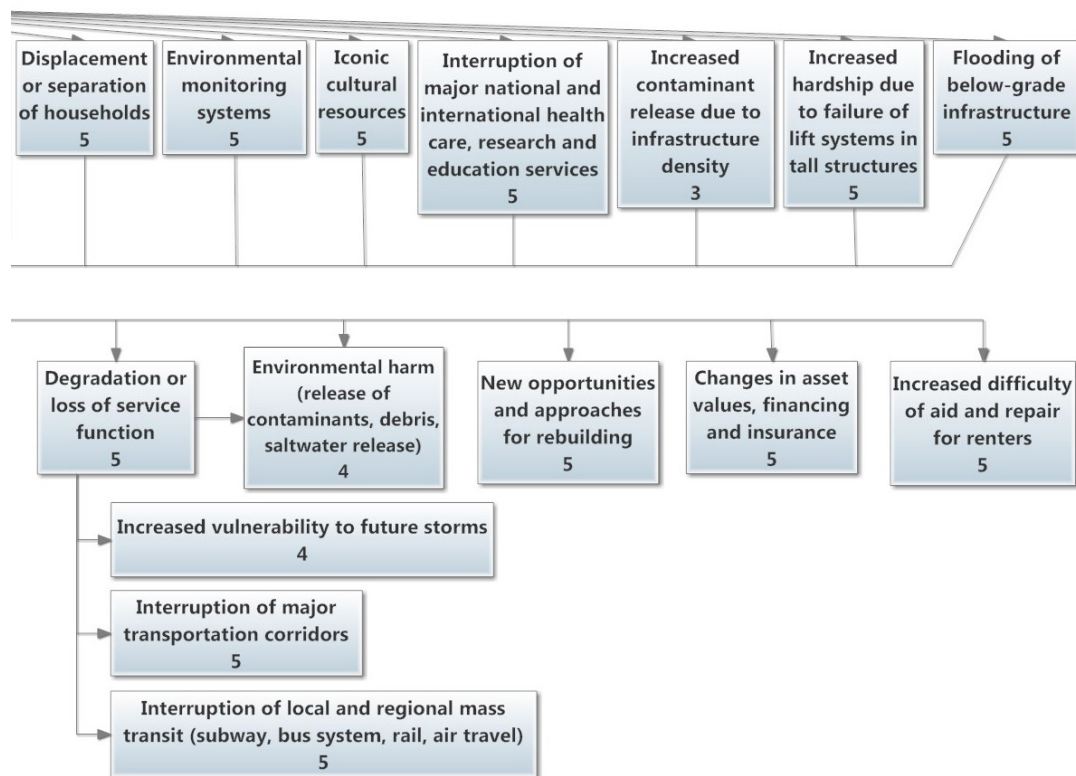 Displacement
or separation
of households
5
Environmental
monitoring
systems
5
Iconic
cultural
resources
5
Interruption of
major national and
international health
care, research and
education services
5
Increased
contaminant
release due to
infrastructure
density
3
Increased
hardship due
to failure of
lift systems in
tall structures
5
Flooding of
below-grade
infrastructure
5
Degradation or
loss of service
function
5
Environmental harm
(release of
contaminants, debris,
saltwater release)
4
New opportunities
and approaches
for rebuilding
5
Changes in asset
values, financing
and insurance
5
Increased difficulty
of aid and repair
for renters
5
Increased vulnerability to future storms
4
Interruption of major
transportation corridors
5
Interruption of local and regional mass
transit (subway, bus system, rail, air travel)
5